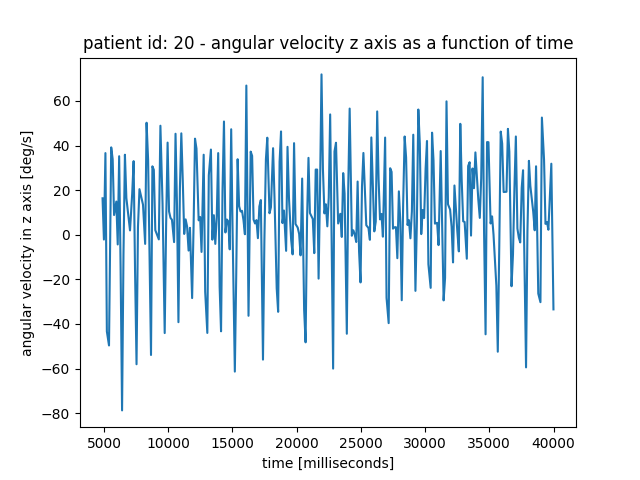 patient id: 20 - angular velocity z axis as a function of time
angular velocity in z axis [deg/s]
60
40
20
0
−20
−40
−60
−80
5000 10000 15000 20000 25000 30000 35000 40000
time [milliseconds]